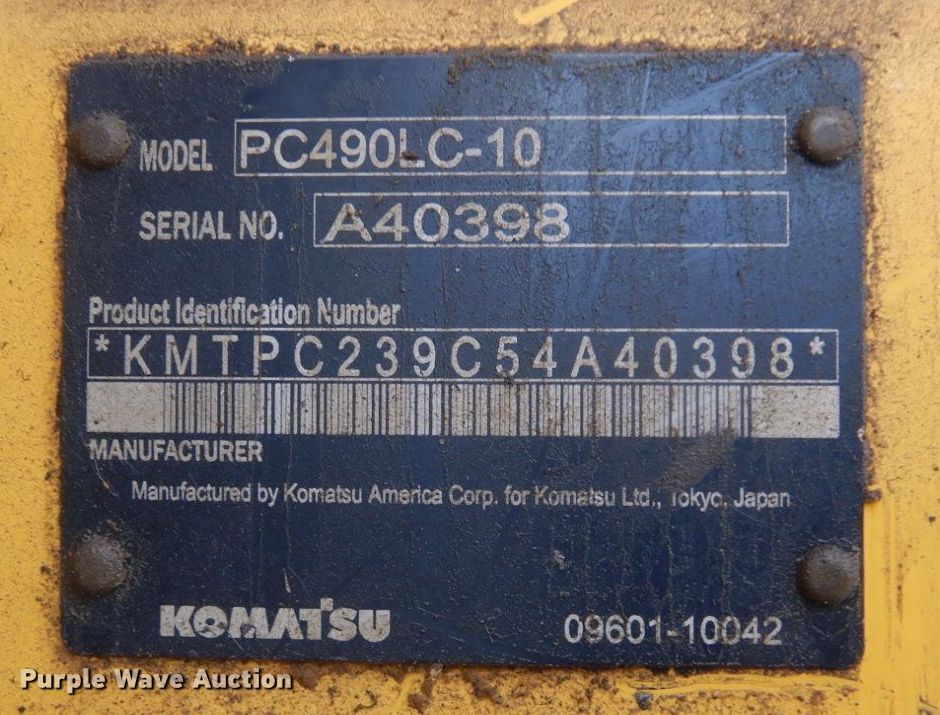 MODEL PC490LC-10
SERIAL NO. A40398
Product Identification Number
*KMTPC239C54A40398*
MANUFACTURER
Manufactured by Komatsu America Corp. for Komatsu Ltd., Tokyo, Japan
KOMATSU 09601-10042
Purple Wave Auction